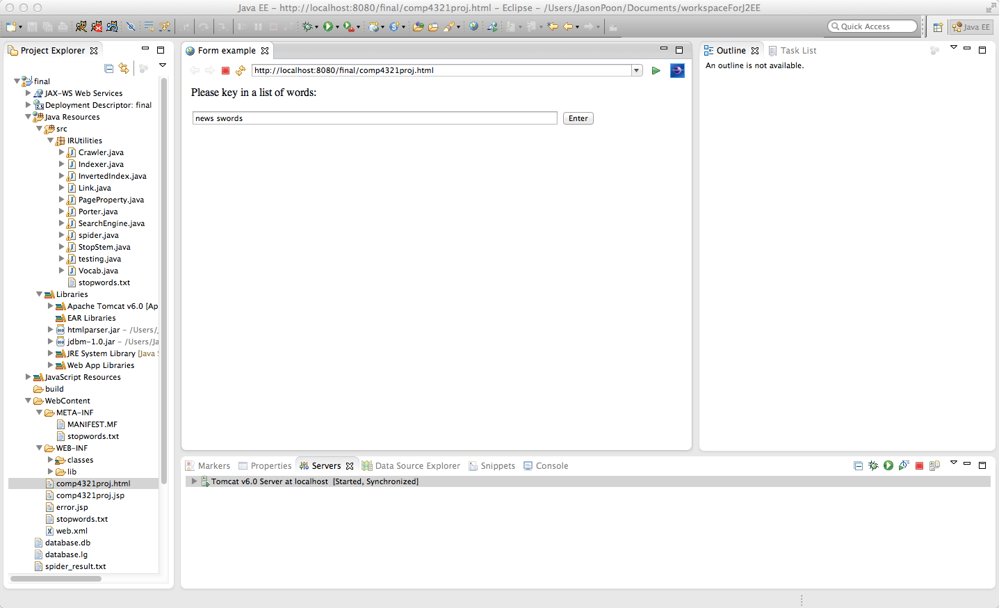 Java EE – http://localhost:8080/final/comp4321proj.html – Eclipse – /Users/JasonPoon/Documents/workspaceForJ2EE
Quick Access
Java EE
Project Explorer
final
JAX-WS Web Services
Deployment Descriptor: final
Java Resources
src
IRUtilities
Crawler.java
Indexer.java
InvertedIndex.java
Link.java
PageProperty.java
Porter.java
SearchEngine.java
spider.java
StopStem.java
testing.java
Vocab.java
stopwords.txt
Libraries
Apache Tomcat v6.0 [Ap
EAR Libraries
htmlparser.jar – /Users/J
jdbm-1.0.jar – /Users/Ja
JRE System Library [Java S
Web App Libraries
JavaScript Resources
build
WebContent
META-INF
MANIFEST.MF
stopwords.txt
WEB-INF
classes
lib
comp4321proj.html
comp4321proj.jsp
error.jsp
stopwords.txt
web.xml
database.db
database.lg
spider_result.txt
Form example
http://localhost:8080/final/comp4321proj.html
Please key in a list of words:
news swords
Enter
Outline
Task List
An outline is not available.
Markers
Properties
Servers
Data Source Explorer
Snippets
Console
Tomcat v6.0 Server at localhost [Started, Synchronized]